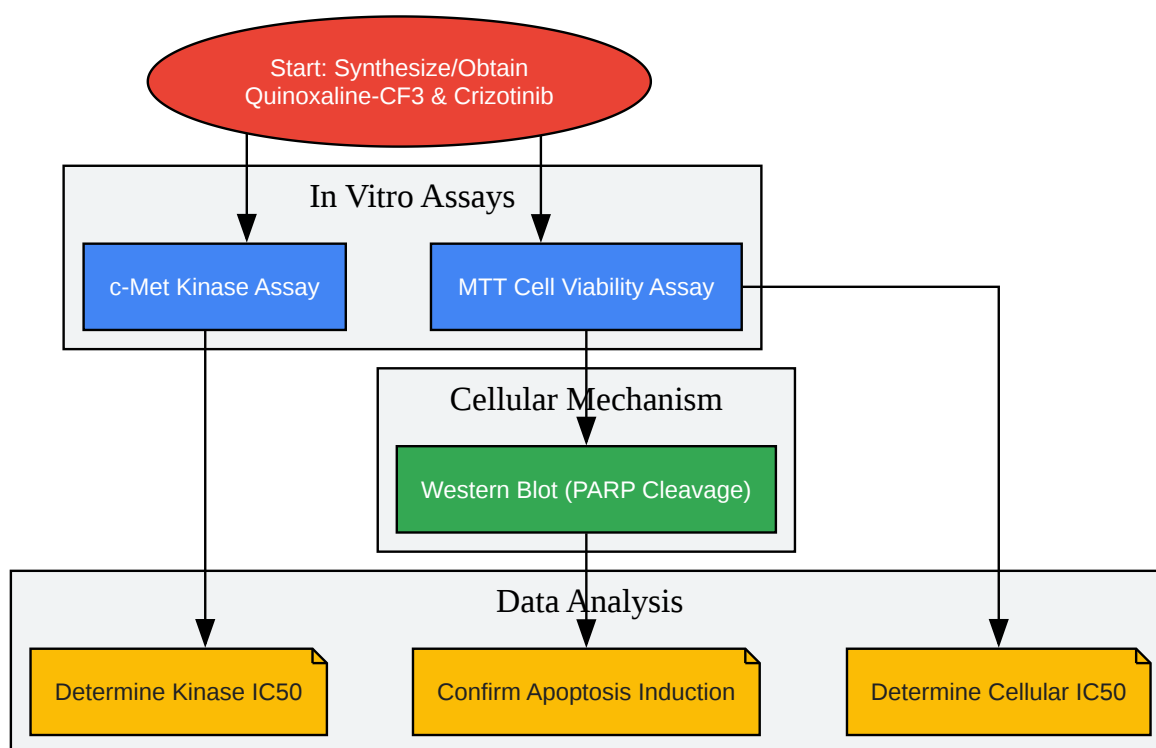 Start: Synthesize/Obtain
Quinoxaline-CF3 & Crizotinib
In Vitro Assays
c-Met Kinase Assay
MTT Cell Viability Assay
Cellular Mechanism
Western Blot (PARP Cleavage)
Data Analysis
Determine Kinase IC50
Confirm Apoptosis Induction
Determine Cellular IC50